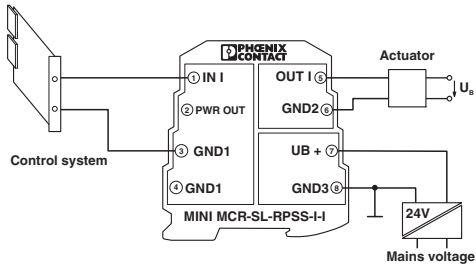 PHŒNIX
CONTACT
Actuator
1 IN I
OUT I 5
U B
2 PWR OUT
GND2 6
Control system
3 GND1
UB + 7
4 GND1
GND3 8
24V
MINI MCR-SL-RPSS-I-I
Mains voltage